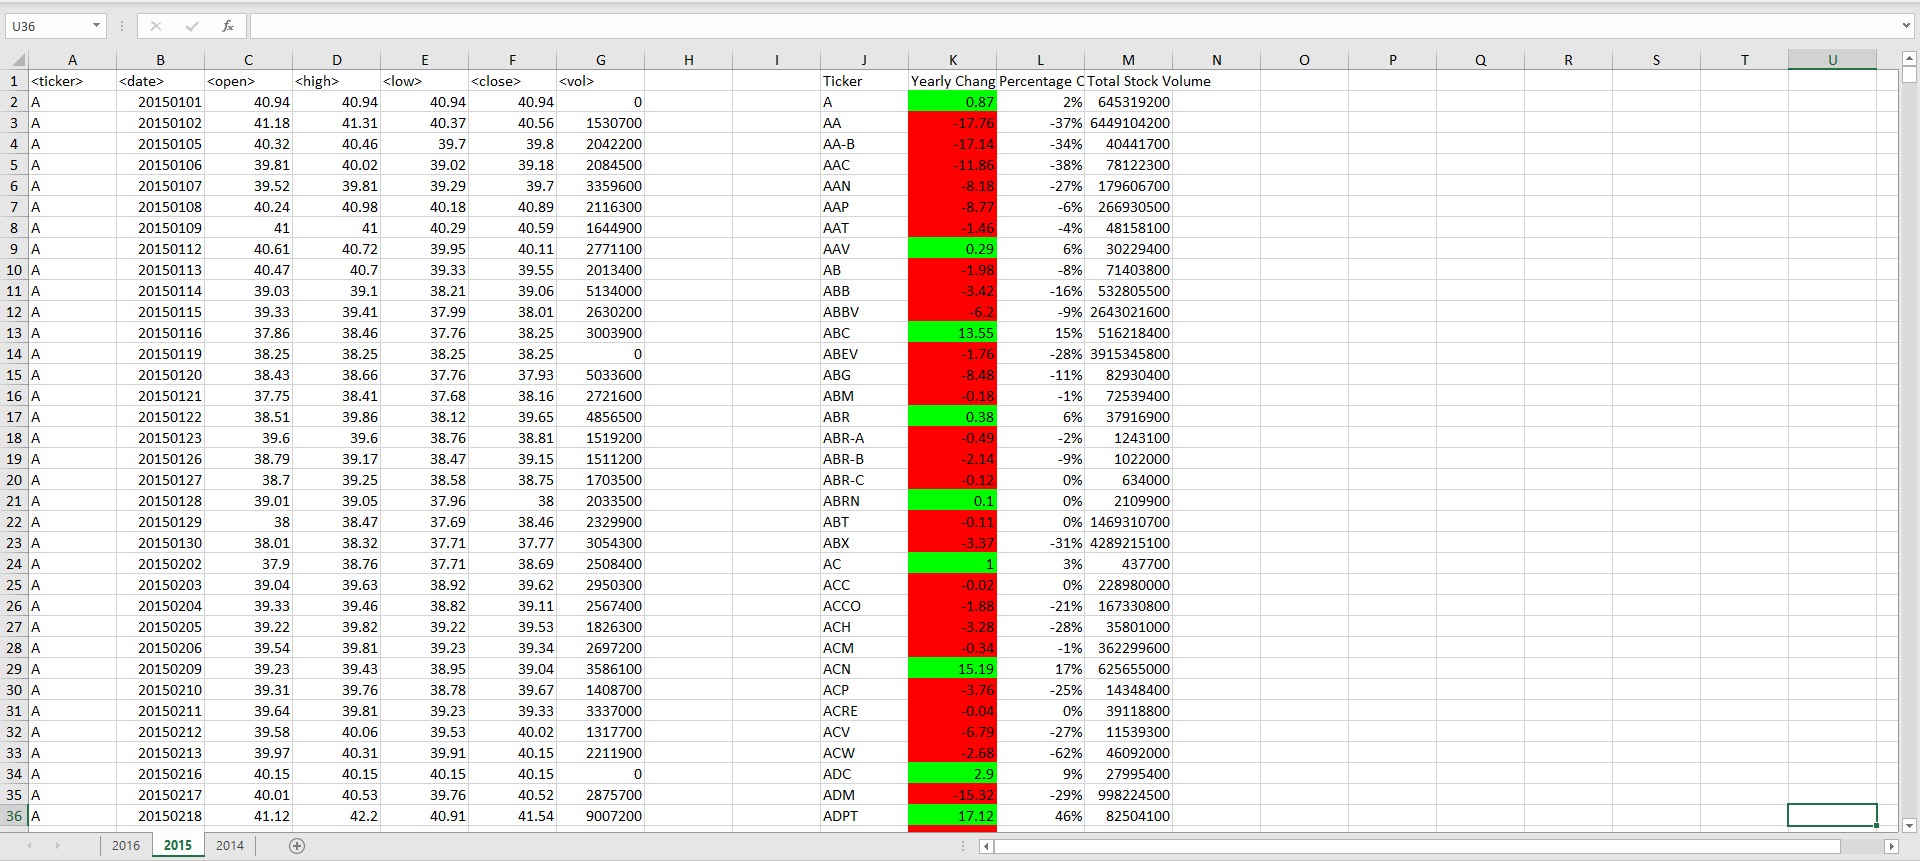 U36 fx
A B C D E F G H I J K L M N O P Q R S T U
1 <ticker> <date> <open> <high> <low> <close> <vol> Ticker Yearly Chang Percentage C Total Stock Volume
2 A 20150101 40.94 40.94 40.94 40.94 0 A 0.87 2% 645319200
3 A 20150102 41.18 41.31 40.37 40.56 1530700 AA -17.76 -37% 6449104200
4 A 20150105 40.32 40.46 39.7 39.8 2042200 AA-B -17.14 -34% 40441700
5 A 20150106 39.81 40.02 39.02 39.18 2084500 AAC -11.86 -38% 78122300
6 A 20150107 39.52 39.81 39.29 39.7 3359600 AAN -8.18 -27% 179606700
7 A 20150108 40.24 40.98 40.18 40.89 2116300 AAP -8.77 -6% 266930500
8 A 20150109 41 41 40.29 40.59 1644900 AAT -1.46 -4% 48158100
9 A 20150112 40.61 40.72 39.95 40.11 2771100 AAV 0.29 6% 30229400
10 A 20150113 40.47 40.7 39.33 39.55 2013400 AB -1.98 -8% 71403800
11 A 20150114 39.03 39.1 38.21 39.06 5134000 ABB -3.42 -16% 532805500
12 A 20150115 39.33 39.41 37.99 38.01 2630200 ABBV -6.2 -9% 2643021600
13 A 20150116 37.86 38.46 37.76 38.25 3003900 ABC 13.55 15% 516218400
14 A 20150119 38.25 38.25 38.25 38.25 0 ABEV -1.76 -28% 3915345800
15 A 20150120 38.43 38.66 37.76 37.93 5033600 ABG -8.48 -11% 82930400
16 A 20150121 37.75 38.41 37.68 38.16 2721600 ABM -0.18 -1% 72539400
17 A 20150122 38.51 39.86 38.12 39.65 4856500 ABR 0.38 6% 37916900
18 A 20150123 39.6 39.6 38.76 38.81 1519200 ABR-A -0.49 -2% 1243100
19 A 20150126 38.79 39.17 38.47 39.15 1511200 ABR-B -2.14 -9% 1022000
20 A 20150127 38.7 39.25 38.58 38.75 1703500 ABR-C -0.12 0% 634000
21 A 20150128 39.01 39.05 37.96 38 2033500 ABRN 0.1 0% 2109900
22 A 20150129 38 38.47 37.69 38.46 2329900 ABT -0.11 0% 1469310700
23 A 20150130 38.01 38.32 37.71 37.77 3054300 ABX -3.37 -31% 4289215100
24 A 20150202 37.9 38.76 37.71 38.69 2508400 AC 1 3% 437700
25 A 20150203 39.04 39.63 38.92 39.62 2950300 ACC -0.02 0% 228980000
26 A 20150204 39.33 39.46 38.82 39.11 2567400 ACCO -1.88 -21% 167330800
27 A 20150205 39.22 39.82 39.22 39.53 1826300 ACH -3.28 -28% 35801000
28 A 20150206 39.54 39.81 39.23 39.34 2697200 ACM -0.34 -1% 362299600
29 A 20150209 39.23 39.43 38.95 39.04 3586100 ACN 15.19 17% 625655000
30 A 20150210 39.31 39.76 38.78 39.67 1408700 ACP -3.76 -25% 14348400
31 A 20150211 39.64 39.81 39.23 39.33 3337000 ACRE -0.04 0% 39118800
32 A 20150212 39.58 40.06 39.53 40.02 1317700 ACV -6.79 -27% 11539300
33 A 20150213 39.97 40.31 39.91 40.15 2211900 ACW -2.68 -62% 46092000
34 A 20150216 40.15 40.15 40.15 40.15 0 ADC 2.9 9% 27995400
35 A 20150217 40.01 40.53 39.76 40.52 2875700 ADM -15.32 -29% 998224500
36 A 20150218 41.12 42.2 40.91 41.54 9007200 ADPT 17.12 46% 82504100
2016 2015 2014